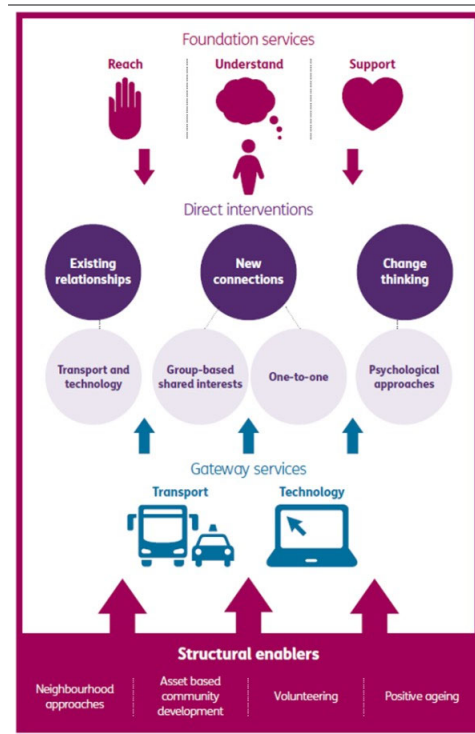 Foundation services
Reach
Understand
Support
Direct interventions
Existing
relationships
New
connections
Change
thinking
Transport and
technology
Group-based
shared interests
One-to-one
Psychological
approaches
Gateway services
Transport
Technology
Structural enablers
Neighbourhood
approaches
Asset based
community
development
Volunteering
Positive ageing